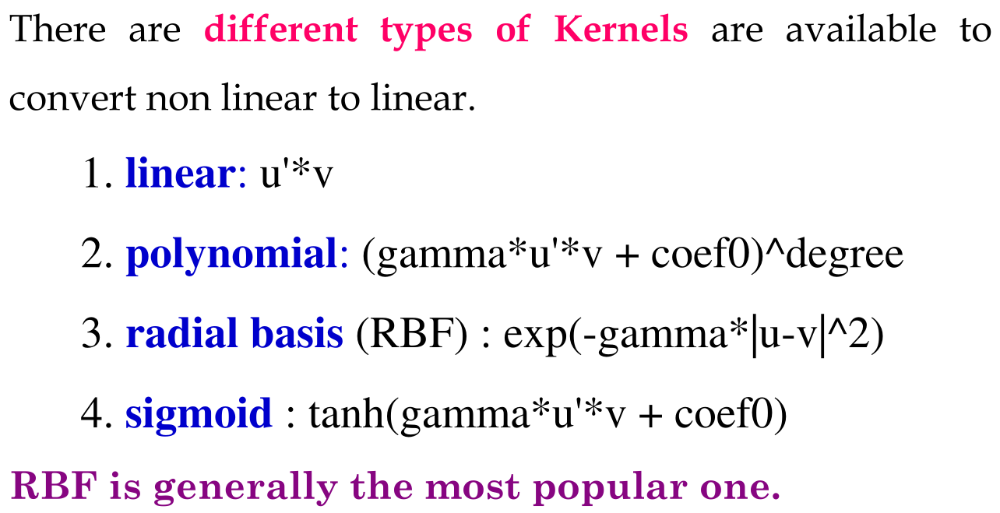 There are different types of Kernels are available to
convert non linear to linear.
1. linear: u'*v
2. polynomial: (gamma*u'*v + coef0)^degree
3. radial basis (RBF) : exp(-gamma*|u-v|^2)
4. sigmoid : tanh(gamma*u'*v + coef0)
RBF is generally the most popular one.